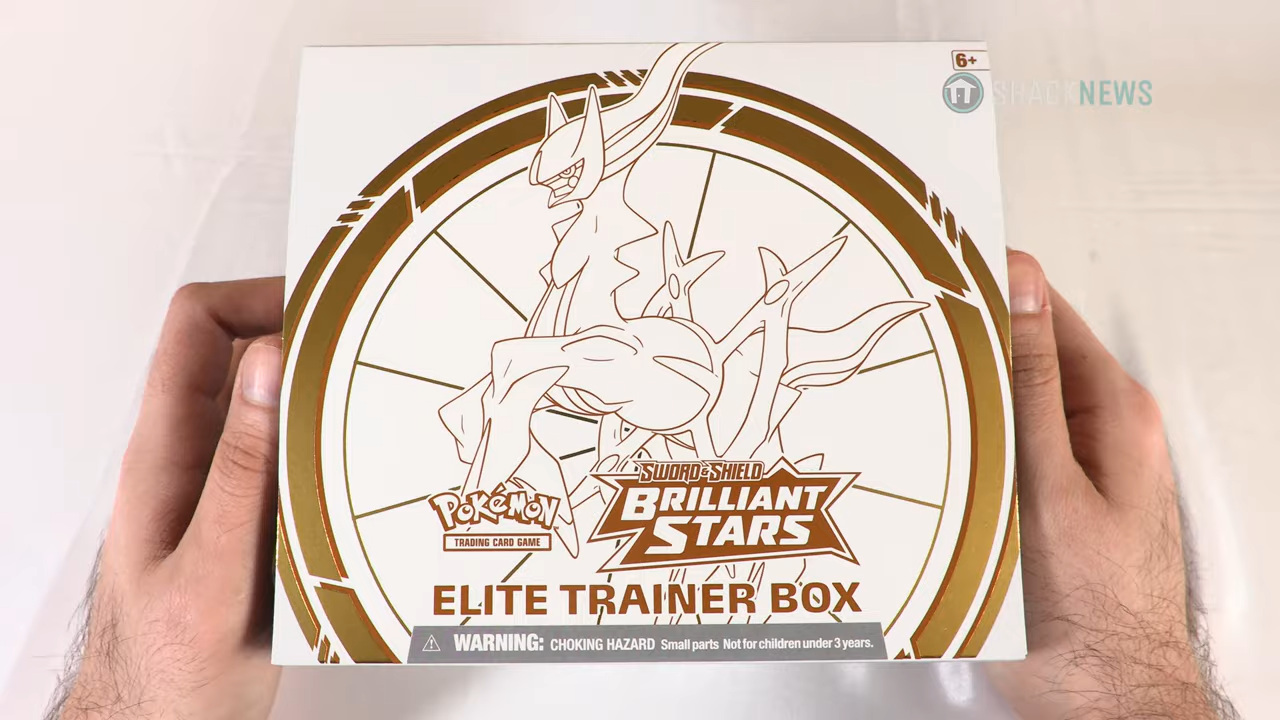 6+
SHACKNEWS
SWORD & SHIELD
BRILLIANT
STARS
POKéMON
TRADING CARD GAME
ELITE TRAINER BOX
WARNING: CHOKING HAZARD Small parts Not for children under 3 years.